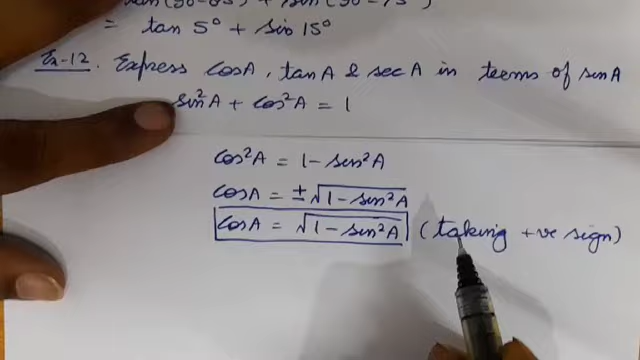 = tan 5° + sin 15°
Ex-12. Express cosA, tanA & sec A in terms of sinA
sin²A + cos²A = 1
cos²A = 1 - sin²A
cosA = ±√1 - sin²A
cosA = √1 - sin²A (taking +ve sign)